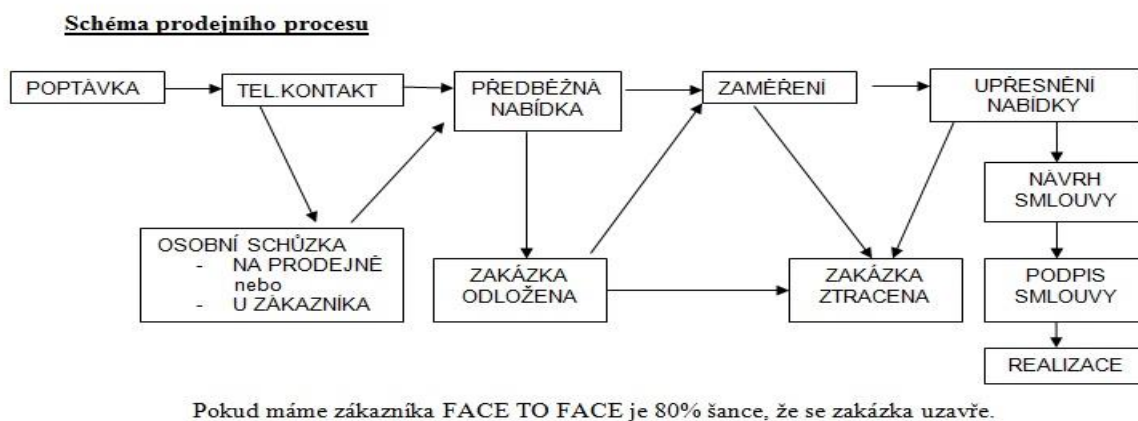 Schéma prodejního procesu
POPTÁVKA
TEL.KONTAKT
PŘEDBĚŽNÁ
NABÍDKA
ZAMĚŘENÍ
UPŘESNĚNÍ
NABÍDKY
OSOBNÍ SCHŮZKA
- NA PRODEJNĚ
nebo
- U ZÁKAZNÍKA
ZAKÁZKA
ODLOŽENA
ZAKÁZKA
ZTRACENA
NÁVRH
SMLOUVY
PODPIS
SMLOUVY
REALIZACE
Pokud máme zákazníka FACE TO FACE je 80% šance, že se zakázka uzavře.